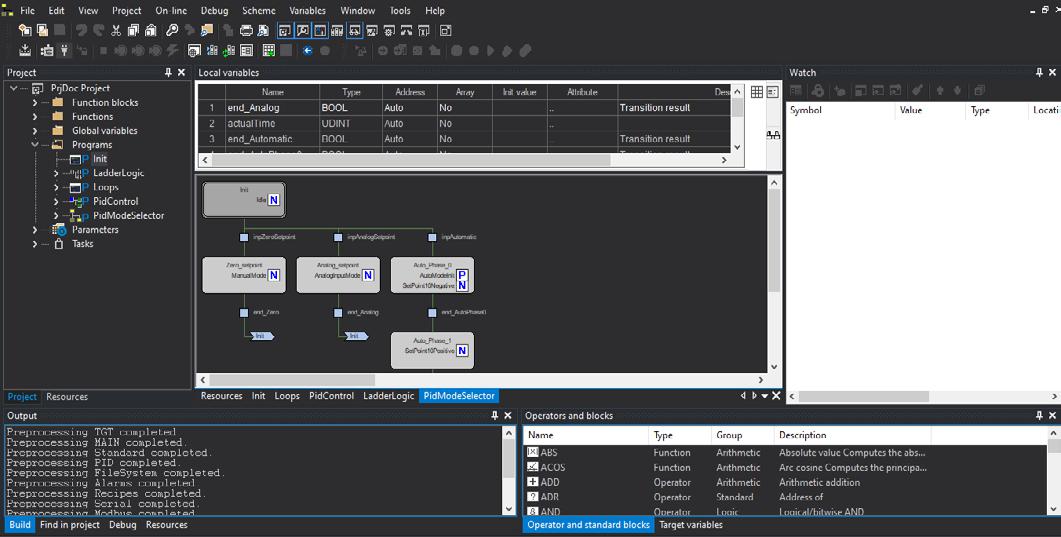 File Edit View Project On-line Debug Scheme Variables Window Tools Help
Project
PrjDoc Project
Function blocks
Functions
Global variables
Programs
Init
LadderLogic
Loops
PidControl
PidModeSelector
Parameters
Tasks
Project Resources
Local variables
Name Type Address Array Init value Attribute Des
1 end_Analog BOOL Auto No .. Transition result
2 actualTime UDINT Auto No ..
3 end_Automatic BOOL Auto No .. Transition result
Init
Idle N
inpZeroSetpoint inpAnalogSetpoint inpAutomatic
Zero_setpoint Analog_setpoint Auto_Phase_0
ManualMode N AnalogInputMode N AutoModeInit P
SetPoint10Negative N
end_Zero end_Analog end_AutoPhase0
Init Init
Auto_Phase_1
SetPoint10Positive N
Resources Init Loops PidControl LadderLogic PidModeSelector
Watch
Symbol Value Type Locati
Output
Preprocessing TGT completed.
Preprocessing MAIN completed.
Preprocessing Standard completed.
Preprocessing PID completed.
Preprocessing FileSystem completed.
Preprocessing Alarms completed.
Preprocessing Recipes completed.
Preprocessing Serial completed.
Preprocessing Modbus completed.
Build Find in project Debug Resources
Operators and blocks
Name Type Group Description
ABS Function Arithmetic Absolute value Computes the abs...
ACOS Function Arithmetic Arc cosine Computes the principa...
ADD Operator Arithmetic Arithmetic addition
ADR Operator Standard Address of
AND Operator Logic Logical/bitwise AND
Operator and standard blocks Target variables